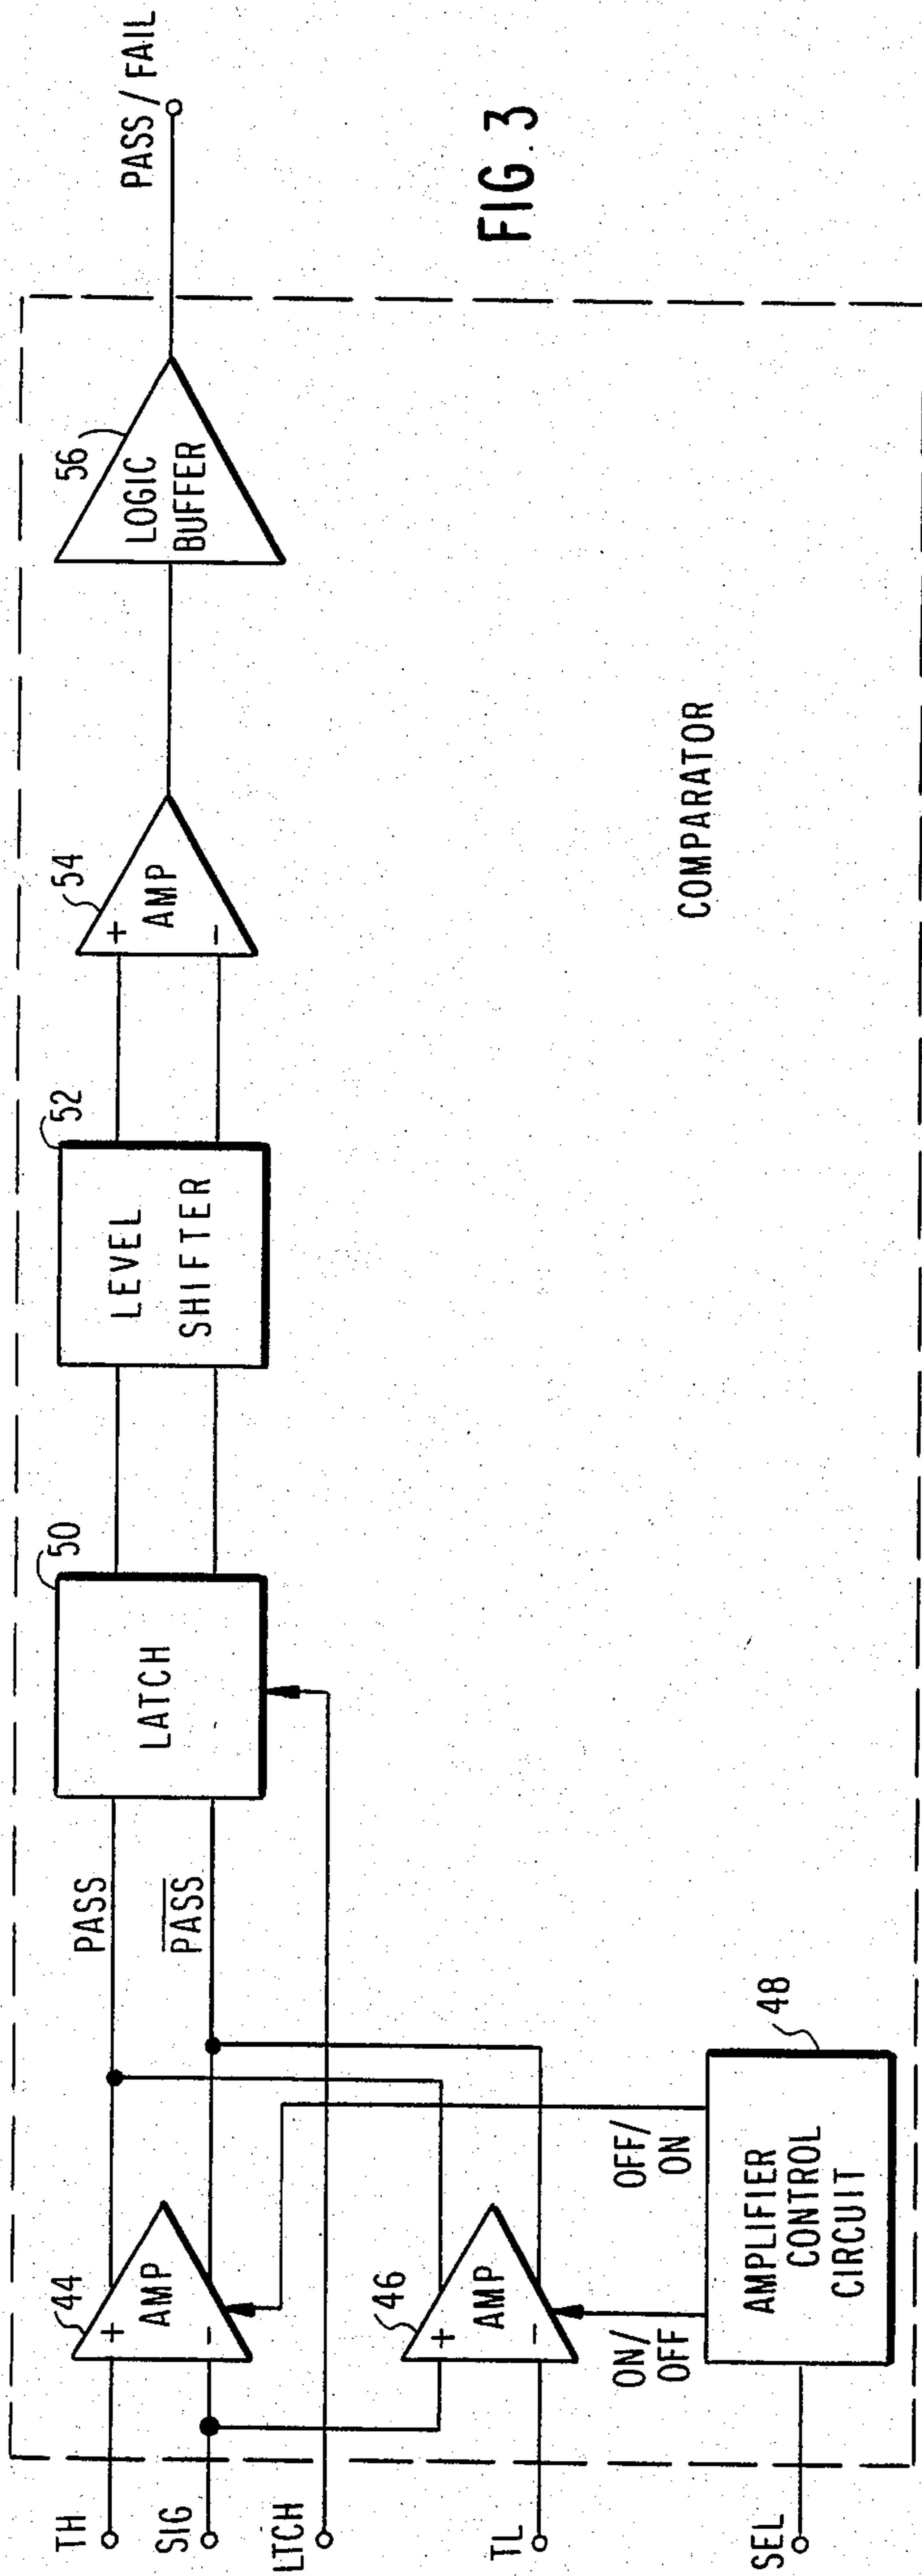 TH
SIG
LTCH
TL
SEL
44
+
AMP
-
46
+
AMP
-
ON/
OFF
OFF/
ON
AMPLIFIER
CONTROL
CIRCUIT
48
PASS
PASS
LATCH
50
LEVEL
SHIFTER
52
+
AMP
-
54
LOGIC
BUFFER
56
PASS / FAIL
COMPARATOR
FIG. 3